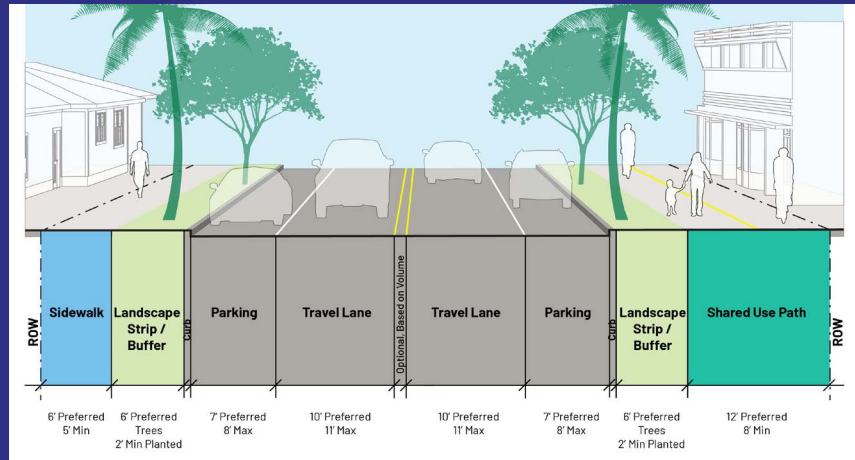 ROW
Sidewalk
Landscape
Strip /
Buffer
Curb
Parking
Travel Lane
Optional, Based on Volume
Travel Lane
Parking
Curb
Landscape
Strip /
Buffer
Shared Use Path
ROW
6' Preferred
5' Min
6' Preferred
Trees
2' Min Planted
7' Preferred
8' Max
10' Preferred
11' Max
10' Preferred
11' Max
7' Preferred
8' Max
6' Preferred
Trees
2' Min Planted
12' Preferred
8' Min